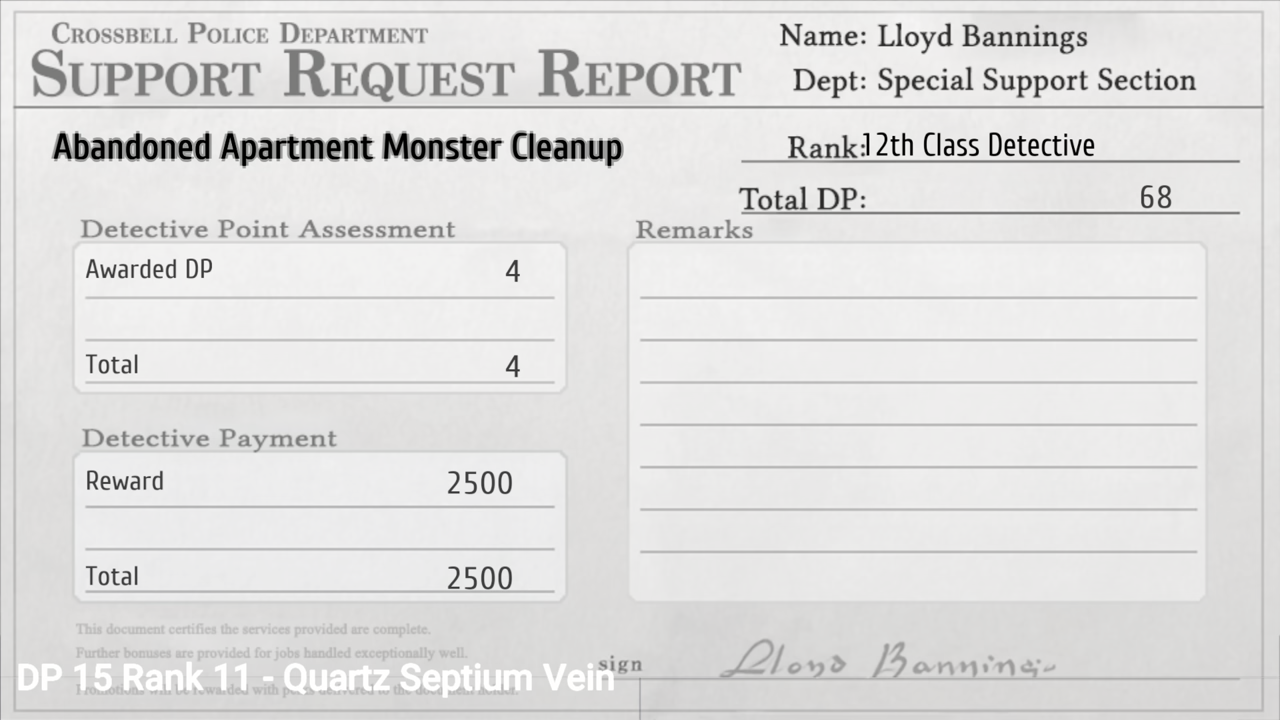 CROSSBELL POLICE DEPARTMENT
SUPPORT REQUEST REPORT
Name: Lloyd Bannings
Dept: Special Support Section
Abandoned Apartment Monster Cleanup
Rank:12th Class Detective
Total DP: 68
Detective Point Assessment
Awarded DP 4
Total 4
Remarks
Detective Payment
Reward 2500
Total 2500
This document certifies the services provided are complete.
Further bonuses are provided for jobs handled exceptionally well.
sign Lloyd Bannings
DP 15 Rank 11 - Quartz Septium Vein